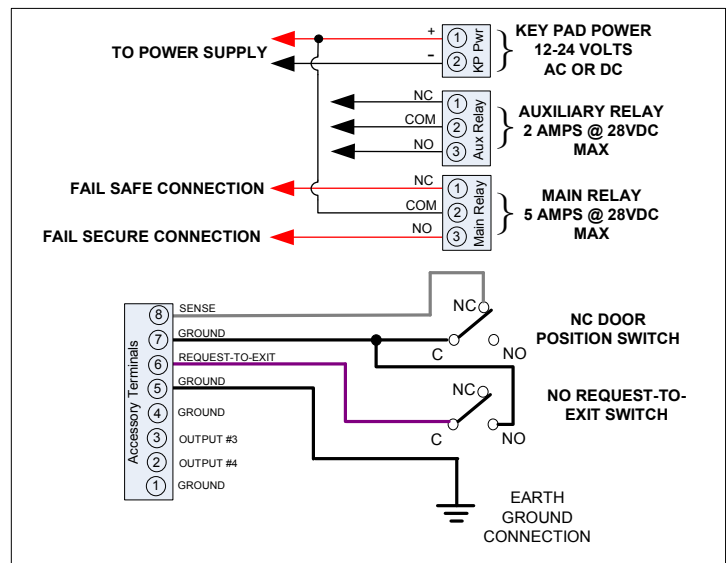 TO POWER SUPPLY
+
−
1
2
KP Pwr
KEY PAD POWER
12-24 VOLTS
AC OR DC
NC
COM
NO
1
2
3
Aux Relay
AUXILIARY RELAY
2 AMPS @ 28VDC
MAX
FAIL SAFE CONNECTION
FAIL SECURE CONNECTION
NC
COM
NO
1
2
3
Main Relay
MAIN RELAY
5 AMPS @ 28VDC
MAX
Accessory Terminals
8 SENSE
7 GROUND
6 REQUEST-TO-EXIT
5 GROUND
4 GROUND
3 OUTPUT #3
2 OUTPUT #4
1 GROUND
NC
C
NO
NC DOOR
POSITION SWITCH
NC
C
NO
NO REQUEST-TO-
EXIT SWITCH
EARTH
GROUND
CONNECTION